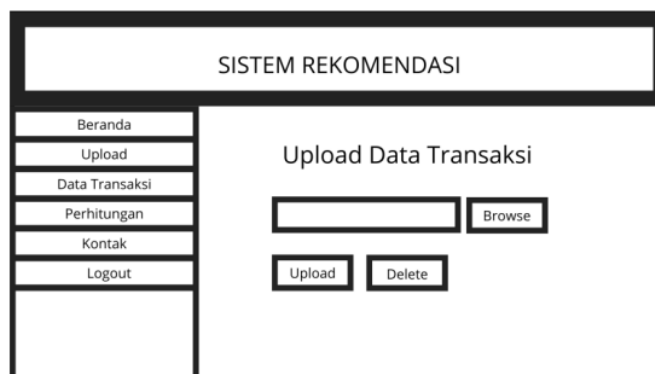 SISTEM REKOMENDASI
Beranda
Upload
Data Transaksi
Perhitungan
Kontak
Logout
Upload Data Transaksi
Browse
Upload
Delete